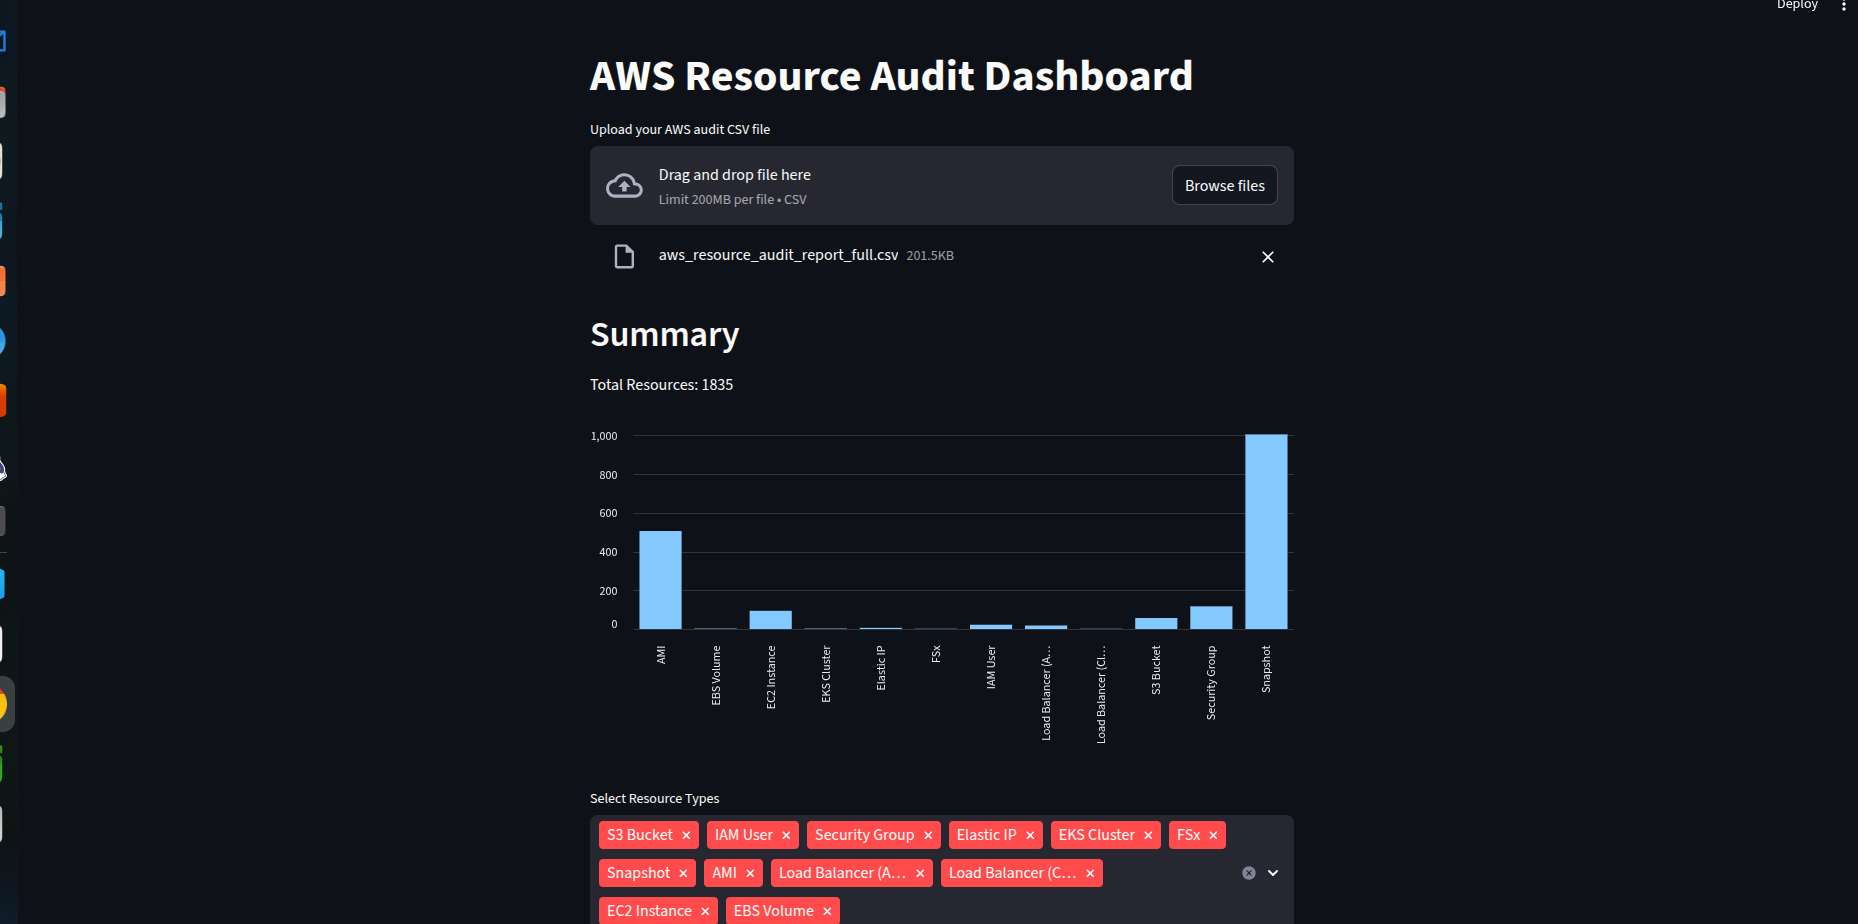 Deploy
AWS Resource Audit Dashboard
Upload your AWS audit CSV file
Drag and drop file here
Limit 200MB per file • CSV
Browse files
aws_resource_audit_report_full.csv 201.5KB
Summary
Total Resources: 1835
1,000
800
600
400
200
0
AMI
EBS Volume
EC2 Instance
EKS Cluster
Elastic IP
FSx
IAM User
Load Balancer (A…
Load Balancer (Cl…
S3 Bucket
Security Group
Snapshot
Select Resource Types
S3 Bucket IAM User Security Group Elastic IP EKS Cluster FSx
Snapshot AMI Load Balancer (A… Load Balancer (C…
EC2 Instance EBS Volume